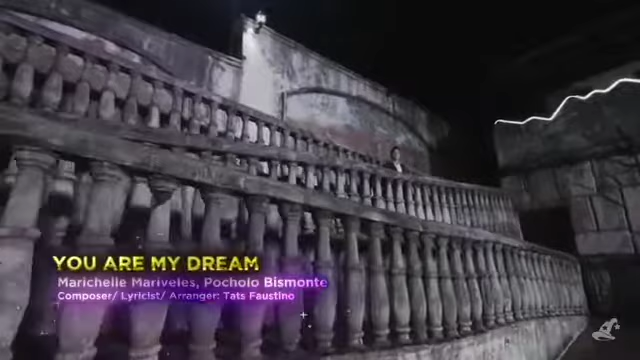 YOU ARE MY DREAM
Marichelle Mariveles, Pocholo Bismonte
Composer/ Lyricist/ Arranger: Tats Faustino